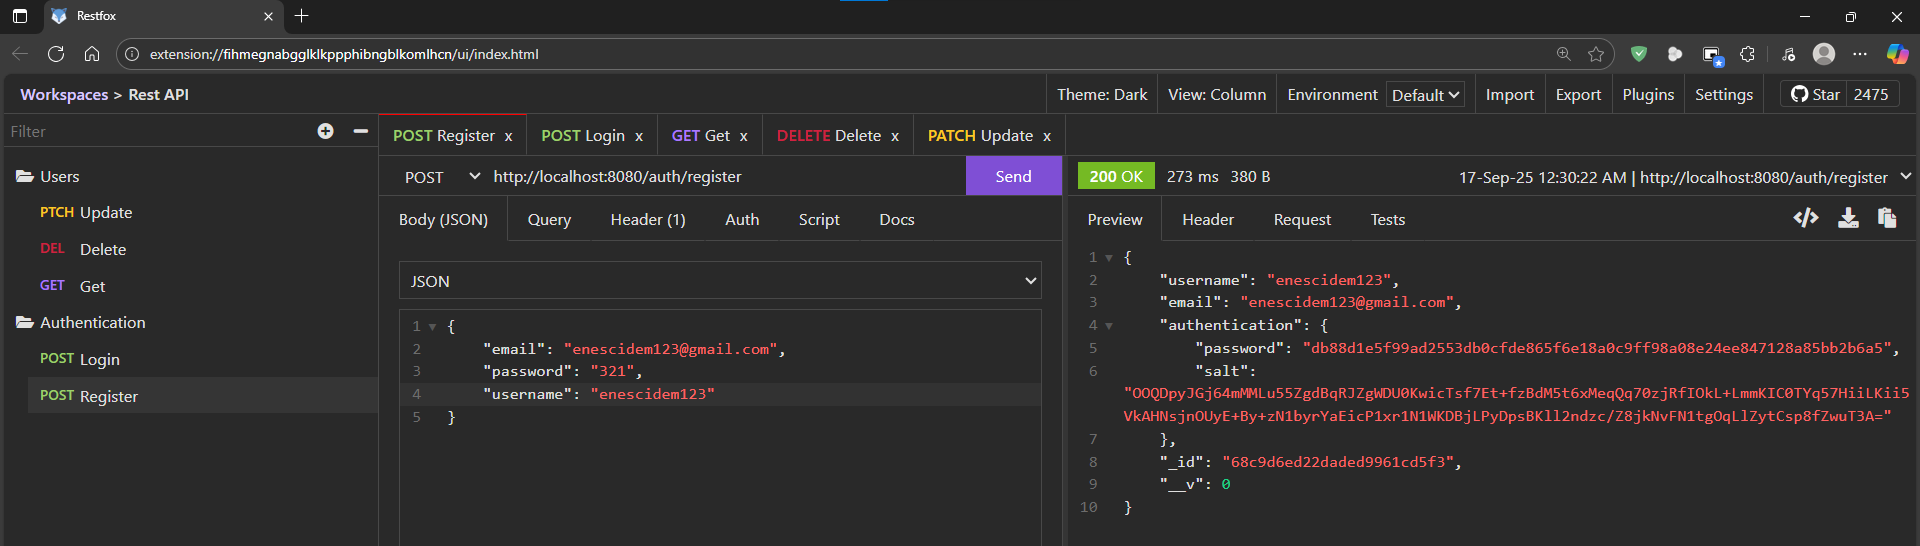 Restfox
extension://fihmegnabgglklkppphibngblkomlhcn/ui/index.html
Workspaces > Rest API
Theme: Dark
View: Column
Environment Default
Import
Export
Plugins
Settings
Star 2475
Filter
POST Register x
POST Login x
GET Get x
DELETE Delete x
PATCH Update x
Users
PTCH Update
DEL Delete
GET Get
Authentication
POST Login
POST Register
POST http://localhost:8080/auth/register Send
Body (JSON) Query Header (1) Auth Script Docs
JSON
1 {
2 "email": "enescidem123@gmail.com",
3 "password": "321",
4 "username": "enescidem123"
5 }
200 OK 273 ms 380 B 17-Sep-25 12:30:22 AM | http://localhost:8080/auth/register
Preview Header Request Tests
1 {
2 "username": "enescidem123",
3 "email": "enescidem123@gmail.com",
4 "authentication": {
5 "password": "db88d1e5f99ad2553db0cfde865f6e18a0c9ff98a08e24ee847128a85bb2b6a5",
6 "salt":
"OOQDpyJGj64mMMLu55ZgdBqRJZgWDU0KwicTsf7Et+fzBdM5t6xMeqQq70zjRfIOkL+LmmKIC0TYq57HiiLKii5
VkAHNsjnOUyE+By+zN1byrYaEicP1xr1N1WKDBjLPyDpsBKll2ndzc/Z8jkNvFN1tgOqLlZytCsp8fZwuT3A="
7 },
8 "_id": "68c9d6ed22daded9961cd5f3",
9 "__v": 0
10 }